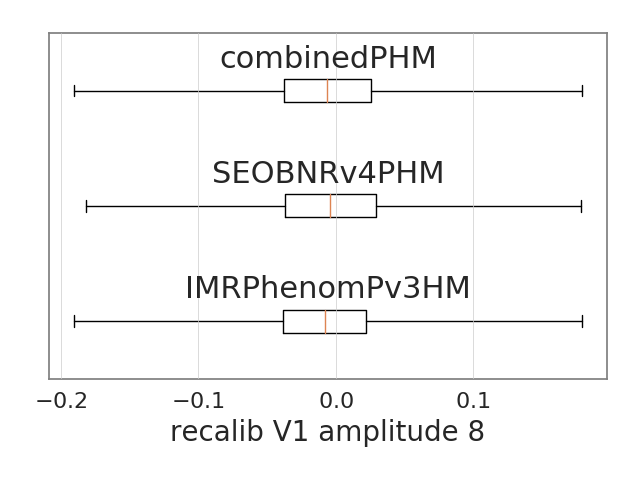 combinedPHM
SEOBNRv4PHM
IMRPhenomPv3HM
−0.2 −0.1 0.0 0.1
recalib V1 amplitude 8